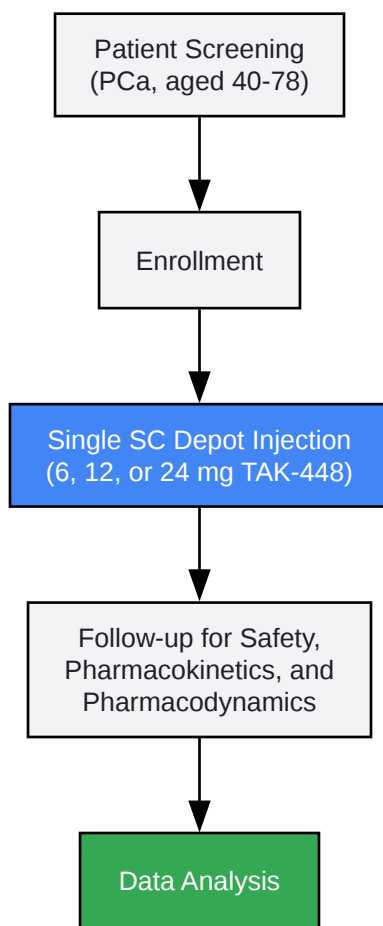 Patient Screening
(PCa, aged 40-78)
Enrollment
Single SC Depot Injection
(6, 12, or 24 mg TAK-448)
Follow-up for Safety,
Pharmacokinetics, and
Pharmacodynamics
Data Analysis